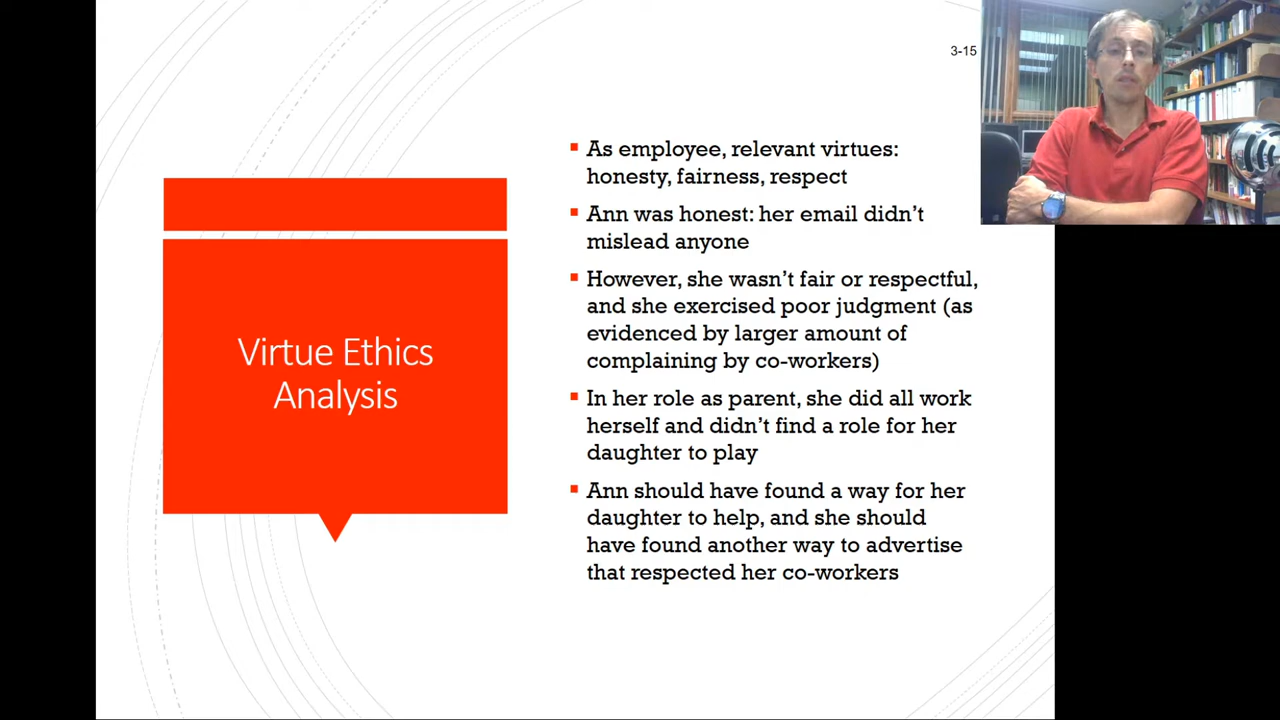 3-15
Virtue Ethics
Analysis
▪ As employee, relevant virtues:
honesty, fairness, respect
▪ Ann was honest: her email didn’t
mislead anyone
▪ However, she wasn’t fair or respectful,
and she exercised poor judgment (as
evidenced by larger amount of
complaining by co-workers)
▪ In her role as parent, she did all work
herself and didn’t find a role for her
daughter to play
▪ Ann should have found a way for her
daughter to help, and she should
have found another way to advertise
that respected her co-workers